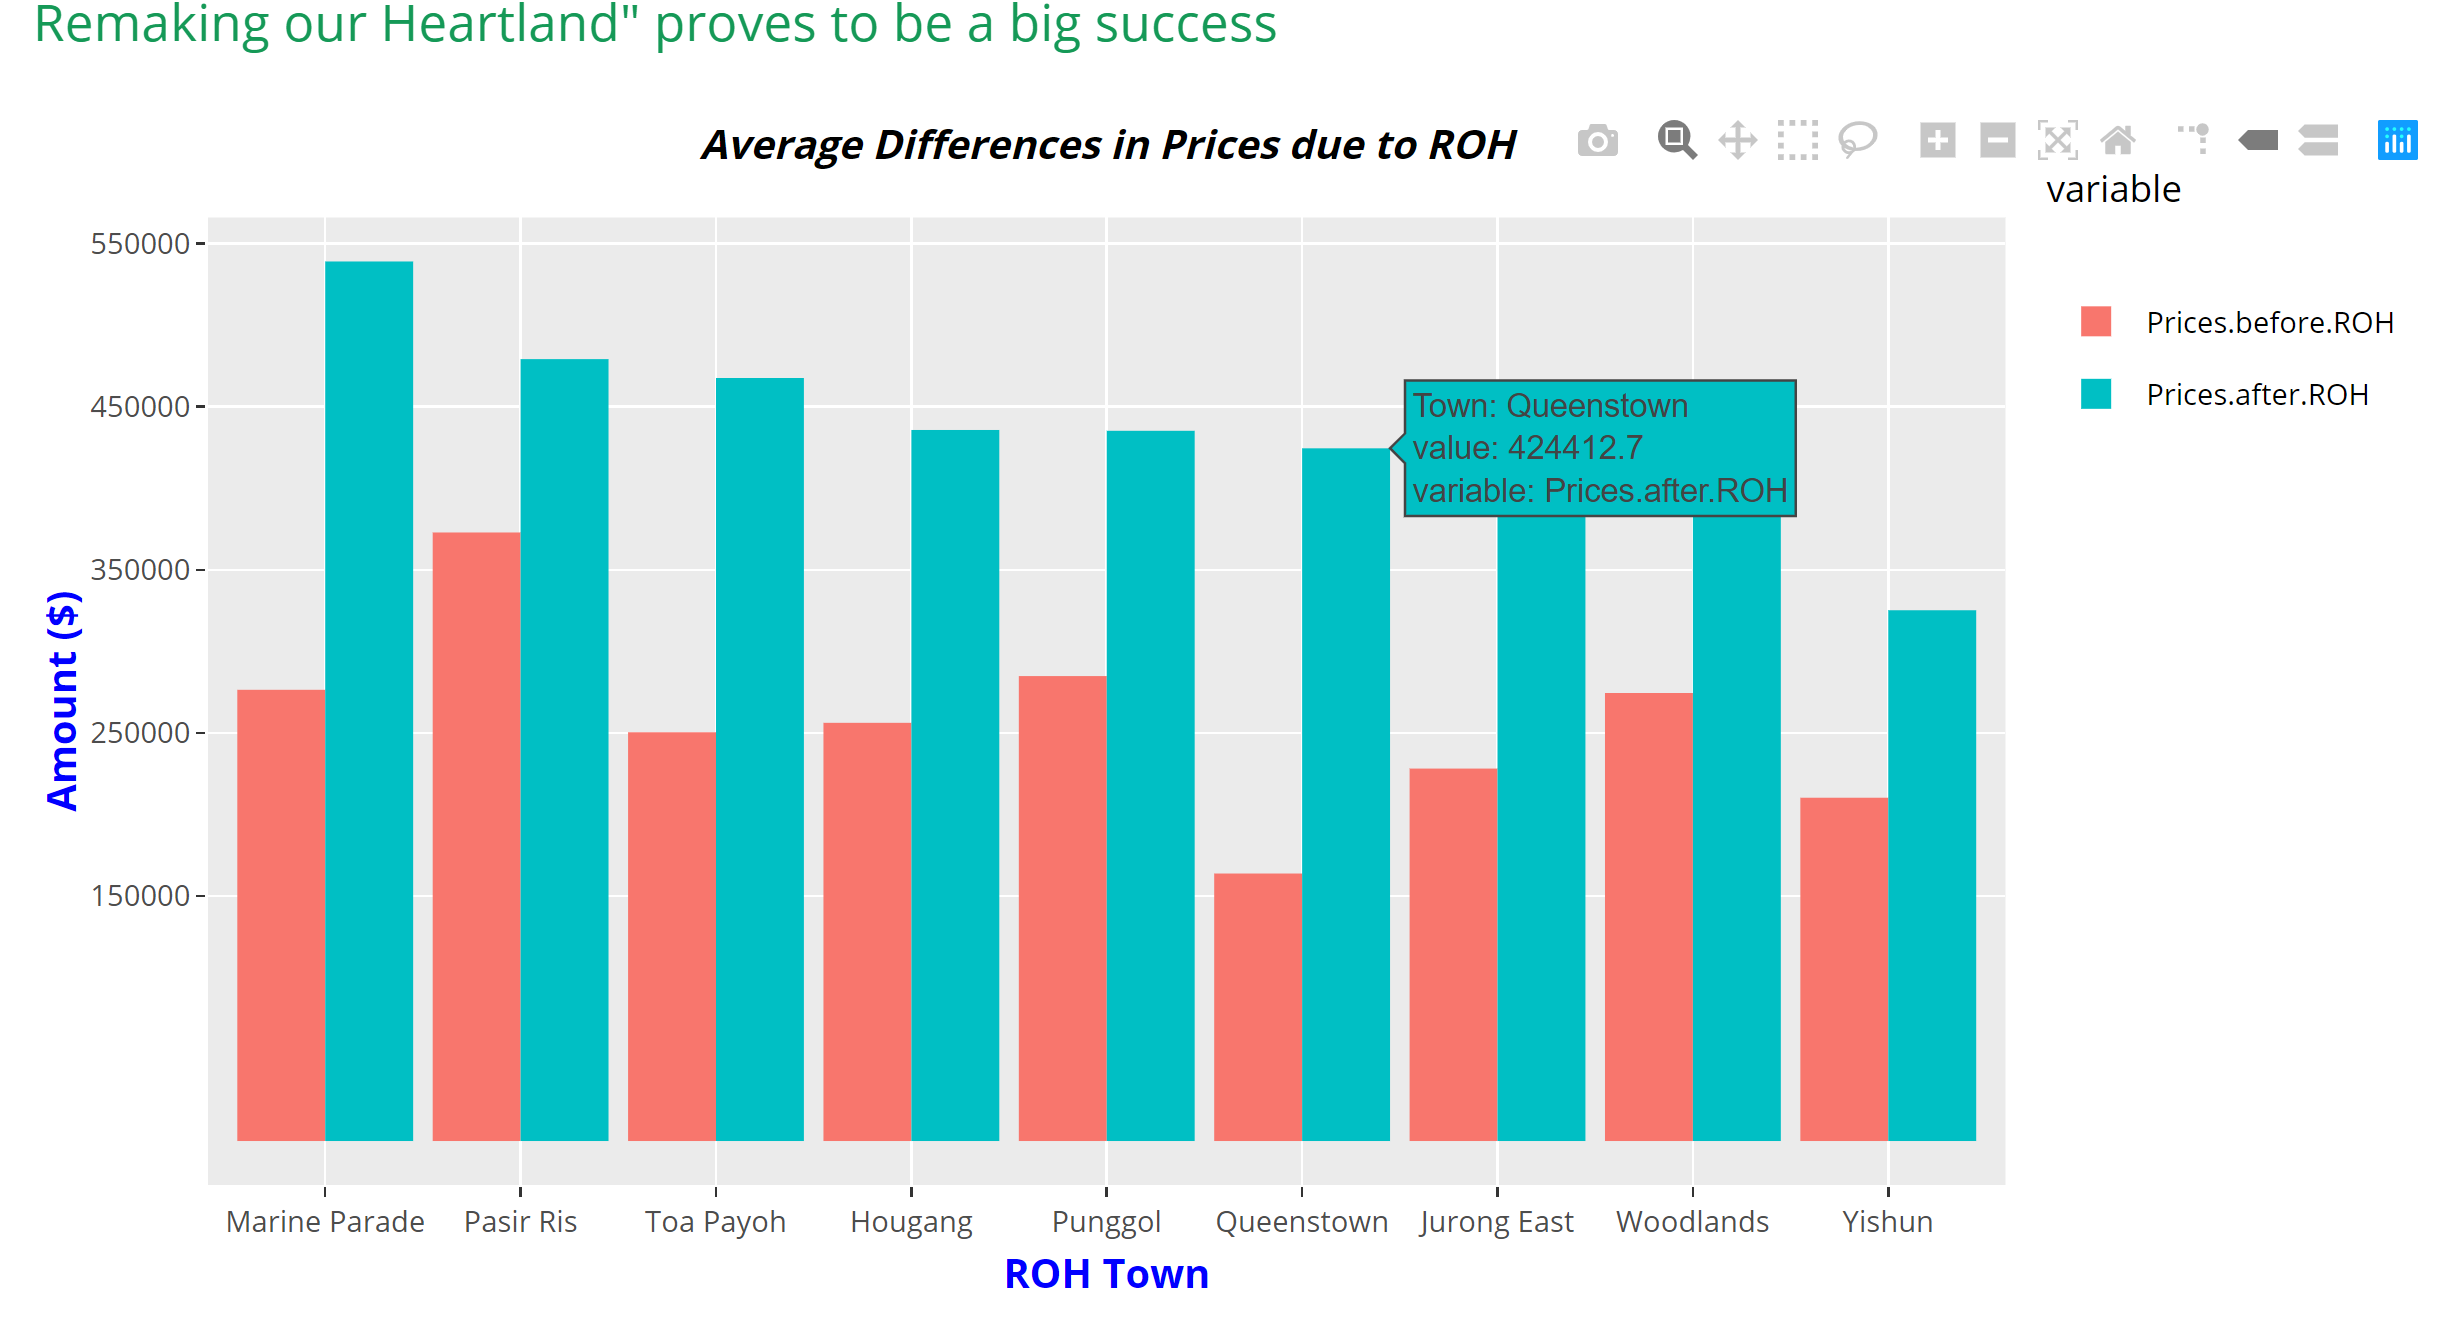 Remaking our Heartland" proves to be a big success
Average Differences in Prices due to ROH
variable
Prices.before.ROH
Prices.after.ROH
550000
450000
350000
250000
150000
Amount ($)
Town: Queenstown
value: 424412.7
variable: Prices.after.ROH
Marine Parade
Pasir Ris
Toa Payoh
Hougang
Punggol
Queenstown
Jurong East
Woodlands
Yishun
ROH Town